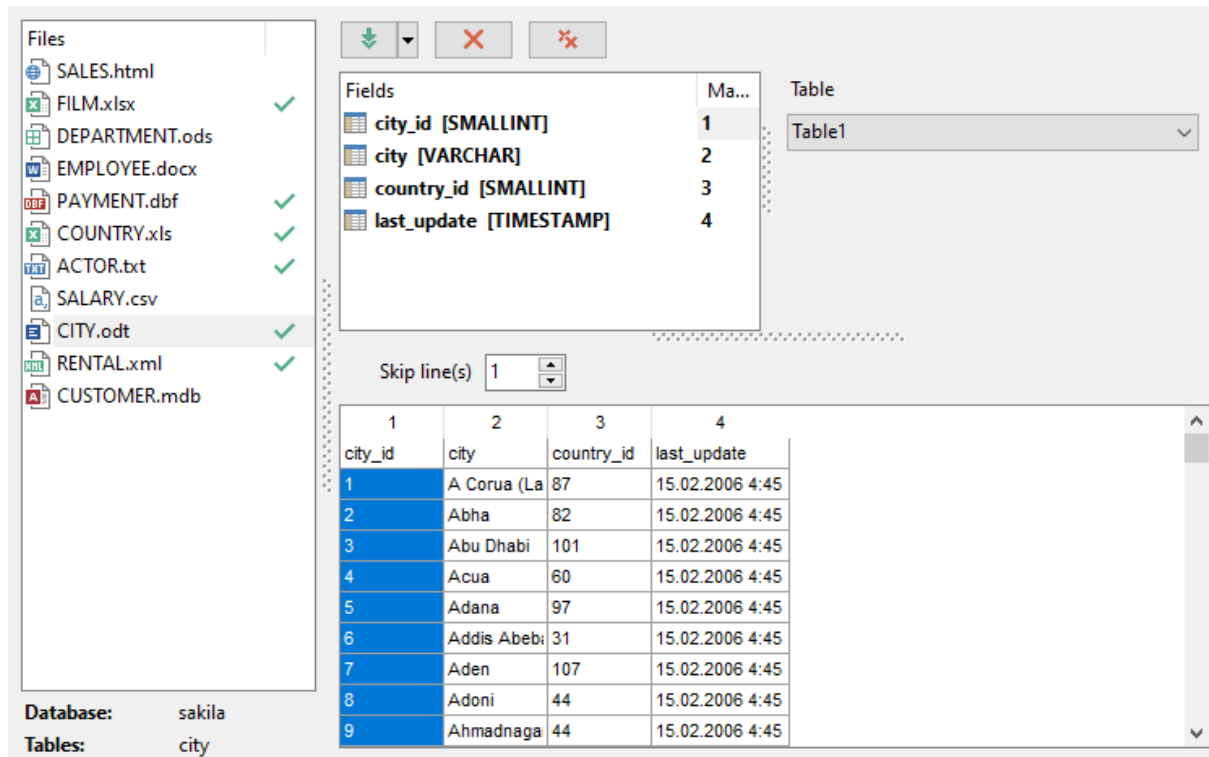 Files
SALES.html
FILM.xlsx
DEPARTMENT.ods
EMPLOYEE.docx
PAYMENT.dbf
COUNTRY.xls
ACTOR.txt
SALARY.csv
CITY.odt
RENTAL.xml
CUSTOMER.mdb
Database: sakila
Tables: city
Fields Ma...
city_id [SMALLINT] 1
city [VARCHAR] 2
country_id [SMALLINT] 3
last_update [TIMESTAMP] 4
Table
Table1
Skip line(s) 1
1 2 3 4
city_id city country_id last_update
1 A Corua (La 87 15.02.2006 4:45
2 Abha 82 15.02.2006 4:45
3 Abu Dhabi 101 15.02.2006 4:45
4 Acua 60 15.02.2006 4:45
5 Adana 97 15.02.2006 4:45
6 Addis Abeb 31 15.02.2006 4:45
7 Aden 107 15.02.2006 4:45
8 Adoni 44 15.02.2006 4:45
9 Ahmadnaga 44 15.02.2006 4:45